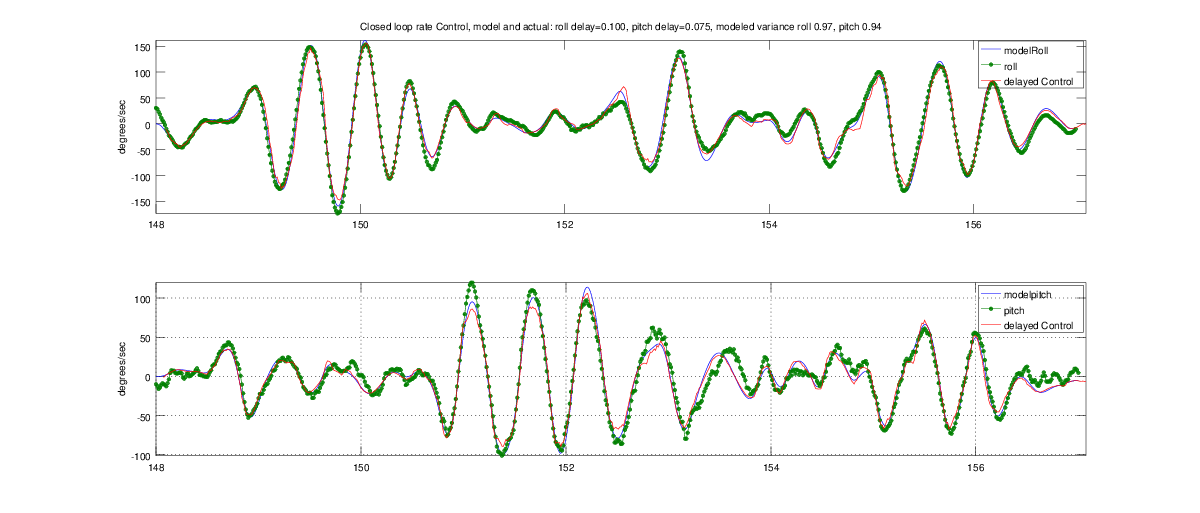 Closed loop rate Control, model and actual: roll delay=0.100, pitch delay=0.075, modeled variance roll 0.97, pitch 0.94
150
100
50
0
-50
-100
-150
degrees/sec
modelRoll
roll
delayed Control
148 150 152 154 156
100
50
0
-50
-100
degrees/sec
modelpitch
pitch
delayed Control
148 150 152 154 156